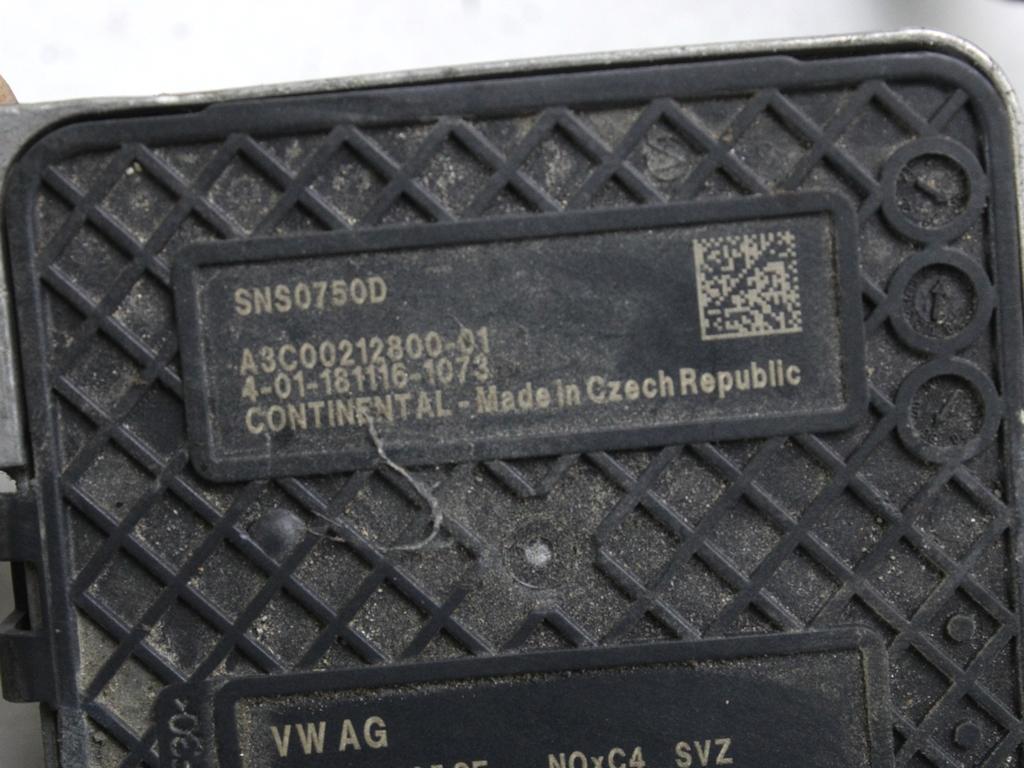 SNS0750D
A3C00212800-01
4-01-181116-1073
CONTINENTAL - Made in Czech Republic
VW AG
NOxC4 SVZ